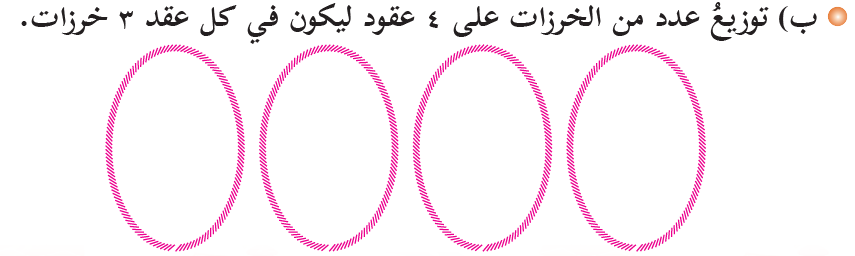 ب) توزيعُ عدد من الخرزات على ٤ عقود ليكون في كل عقد ٣ خرزات.